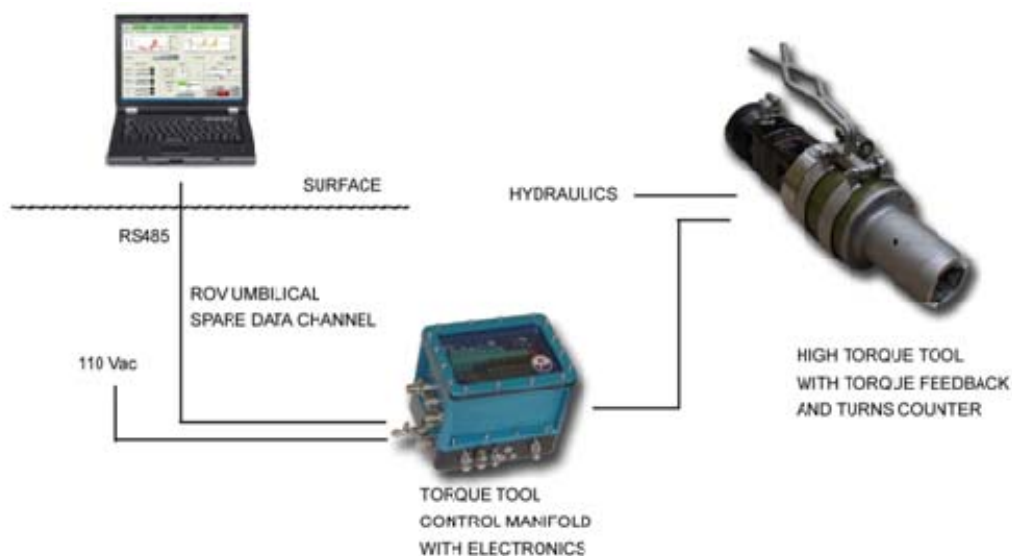 SURFACE
RS485
HYDRAULICS
ROV UMBILICAL
SPARE DATA CHANNEL
110 Vac
HIGH TORQUE TOOL
WITH TORQUE FEEDBACK
AND TURNS COUNTER
TORQUE TOOL
CONTROL MANIFOLD
WITH ELECTRONICS